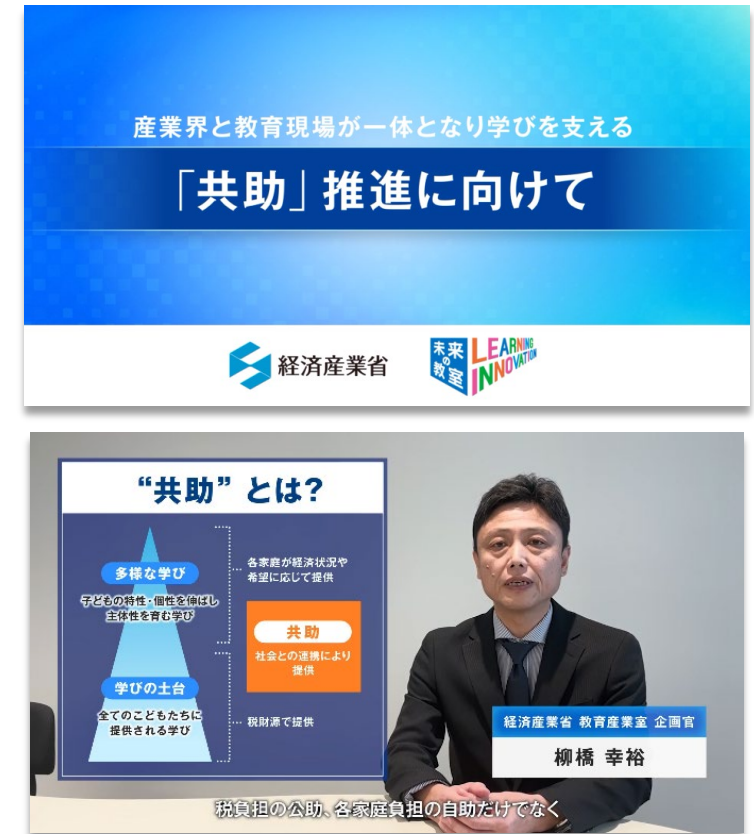 産業界と教育現場が一体となり学びを支える
「共助」推進に向けて
経済産業省
未来の教室
LEARNING
INNOVATION
“共助”とは?
多様な学び
子どもの特性・個性を伸ばし
主体性を育む学び
各家庭が経済状況や
希望に応じて提供
共助
社会との連携により
提供
学びの土台
全てのこどもたちに
提供される学び
税財源で提供
経済産業省 教育産業室 企画官
柳橋 幸裕
税負担の公助、各家庭負担の自助だけでなく